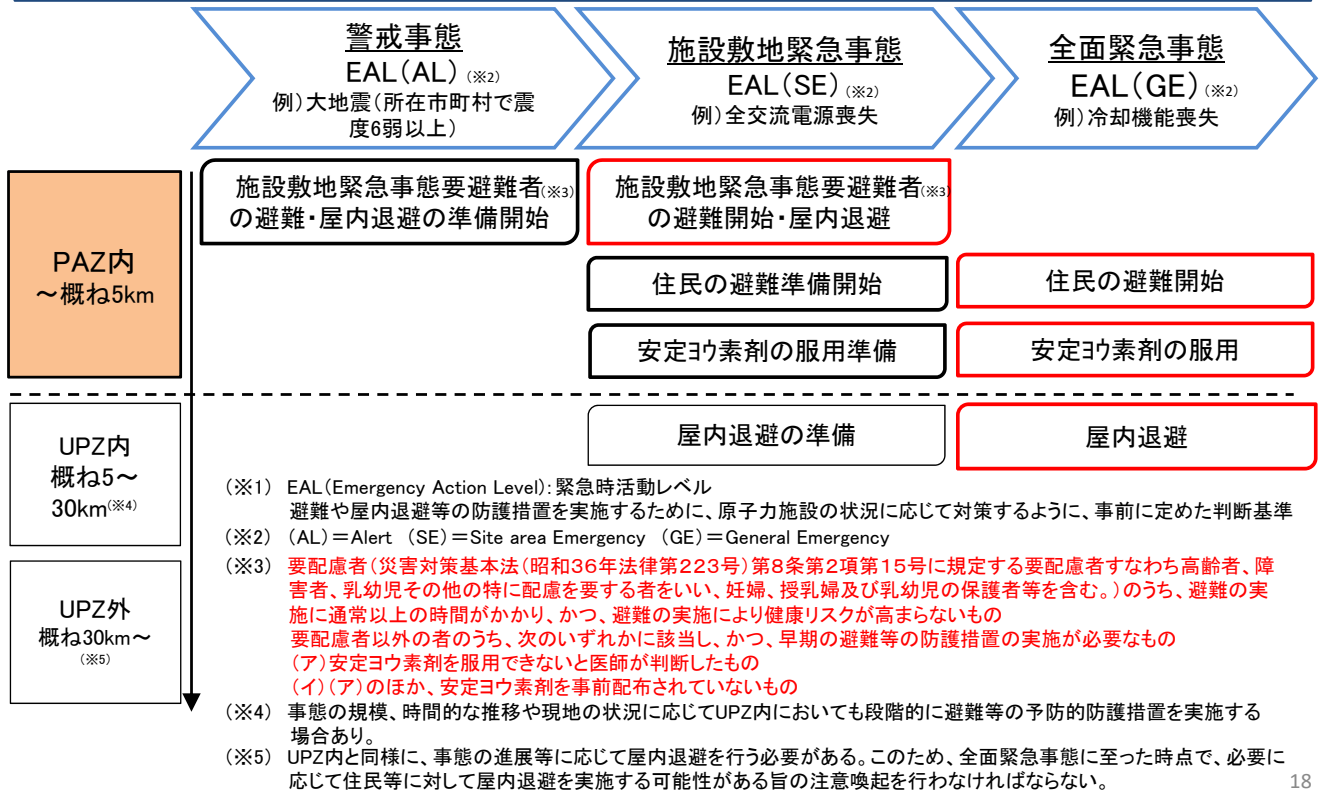 警戒事態
EAL(AL)(※2)
例)大地震(所在市町村で震
度6弱以上)
施設敷地緊急事態
EAL(SE)(※2)
例)全交流電源喪失
全面緊急事態
EAL(GE)(※2)
例)冷却機能喪失
PAZ内
～概ね5km
施設敷地緊急事態要避難者(※3)
の避難・屋内退避の準備開始
施設敷地緊急事態要避難者(※3)
の避難開始・屋内退避
住民の避難準備開始
住民の避難開始
安定ヨウ素剤の服用準備
安定ヨウ素剤の服用
UPZ内
概ね5～
30km(※4)
屋内退避の準備
屋内退避
UPZ外
概ね30km～
(※5)
(※1) EAL(Emergency Action Level):緊急時活動レベル
避難や屋内退避等の防護措置を実施するために、原子力施設の状況に応じて対策するように、事前に定めた判断基準
(※2) (AL)=Alert (SE)=Site area Emergency (GE)=General Emergency
(※3) 要配慮者(災害対策基本法(昭和36年法律第223号)第8条第2項第15号に規定する要配慮者すなわち高齢者、障
害者、乳幼児その他の特に配慮を要する者をいい、妊婦、授乳婦及び乳幼児の保護者等を含む。)のうち、避難の実
施に通常以上の時間がかかり、かつ、避難の実施により健康リスクが高まらないもの
要配慮者以外の者のうち、次のいずれかに該当し、かつ、早期の避難等の防護措置の実施が必要なもの
(ア)安定ヨウ素剤を服用できないと医師が判断したもの
(イ)(ア)のほか、安定ヨウ素剤を事前配布されていないもの
(※4) 事態の規模、時間的な推移や現地の状況に応じてUPZ内においても段階的に避難等の予防的防護措置を実施する
場合あり。
(※5) UPZ内と同様に、事態の進展等に応じて屋内退避を行う必要がある。このため、全面緊急事態に至った時点で、必要に
応じて住民等に対して屋内退避を実施する可能性がある旨の注意喚起を行わなければならない。
18